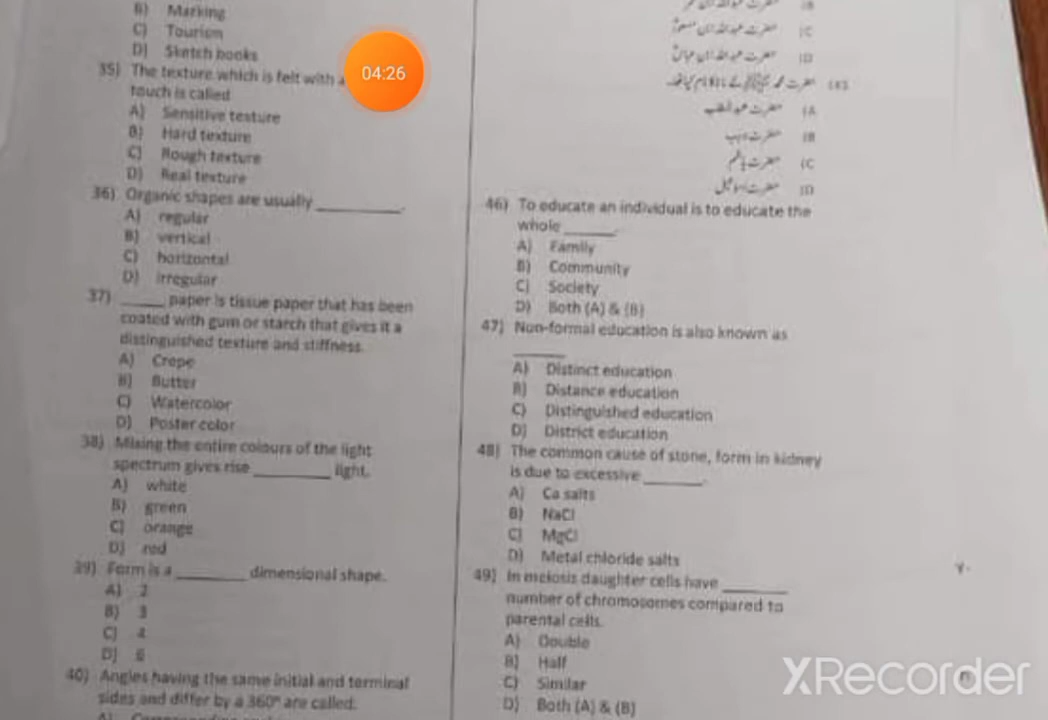 B) Marking
C) Tourism
D) Sketch books
35) The texture which is felt with a
touch is called
A) Sensitive texture
B) Hard texture
C) Rough texture
D) Real texture
36) Organic shapes are usually ________.
A) regular
B) vertical
C) horizontal
D) irregular
37) _____ paper is tissue paper that has been
coated with gum or starch that gives it a
distinguished texture and stiffness.
A) Crepe
B) Butter
C) Watercolor
D) Poster color
38) Mixing the entire colours of the light
spectrum gives rise ________ light.
A) white
B) green
C) orange
D) red
39) Form is a ________ dimensional shape.
A) 2
B) 3
C) 4
D) 6
40) Angles having the same initial and terminal
sides and differ by a 360° are called:
04:26
(C
(D
(A
(B
(C
(D
46) To educate an individual is to educate the
whole ______.
A) Family
B) Community
C) Society
D) Both (A) & (B)
47) Non-formal education is also known as
______
A) Distinct education
B) Distance education
C) Distinguished education
D) District education
48) The common cause of stone, form in kidney
is due to excessive _______.
A) Ca salts
B) NaCl
C) MgCl
D) Metal chloride salts
49) In meiosis daughter cells have _______
number of chromosomes compared to
parental cells.
A) Double
B) Half
C) Similar
D) Both (A) & (B)
XRecorder